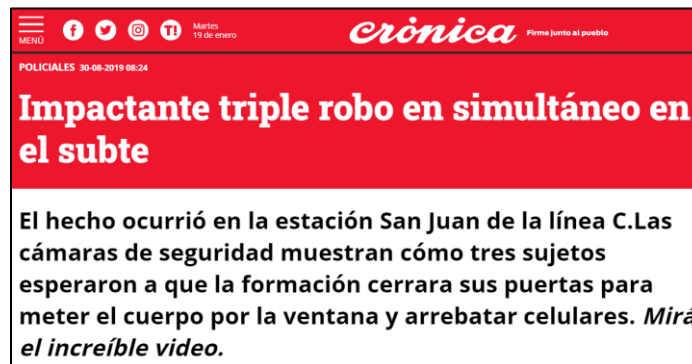 MENÚ
Martes
19 de enero
crónica
Firme junto al pueblo
POLICIALES 30-08-2019 08:24
Impactante triple robo en simultáneo en
el subte
El hecho ocurrió en la estación San Juan de la línea C.Las
cámaras de seguridad muestran cómo tres sujetos
esperaron a que la formación cerrara sus puertas para
meter el cuerpo por la ventana y arrebatar celulares. Mirá
el increíble video.